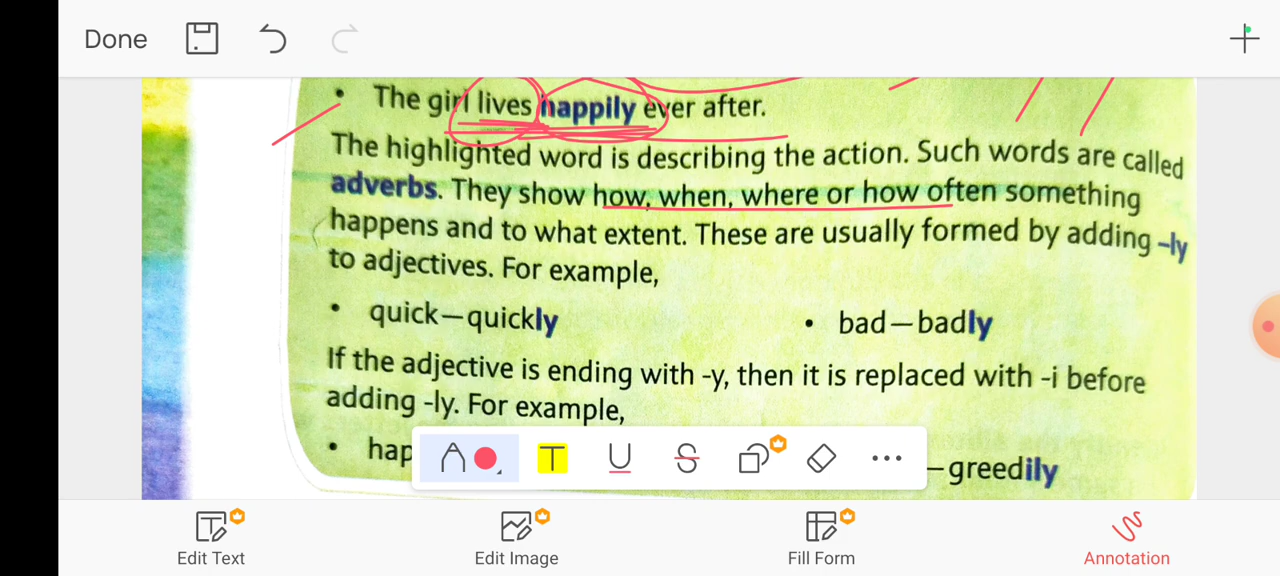 Done
• The girl lives happily ever after.
The highlighted word is describing the action. Such words are called
adverbs. They show how, when, where or how often something
happens and to what extent. These are usually formed by adding -ly
to adjectives. For example,
• quick—quickly • bad—badly
If the adjective is ending with -y, then it is replaced with -i before
adding -ly. For example,
• hap —greedily
Edit Text Edit Image Fill Form Annotation